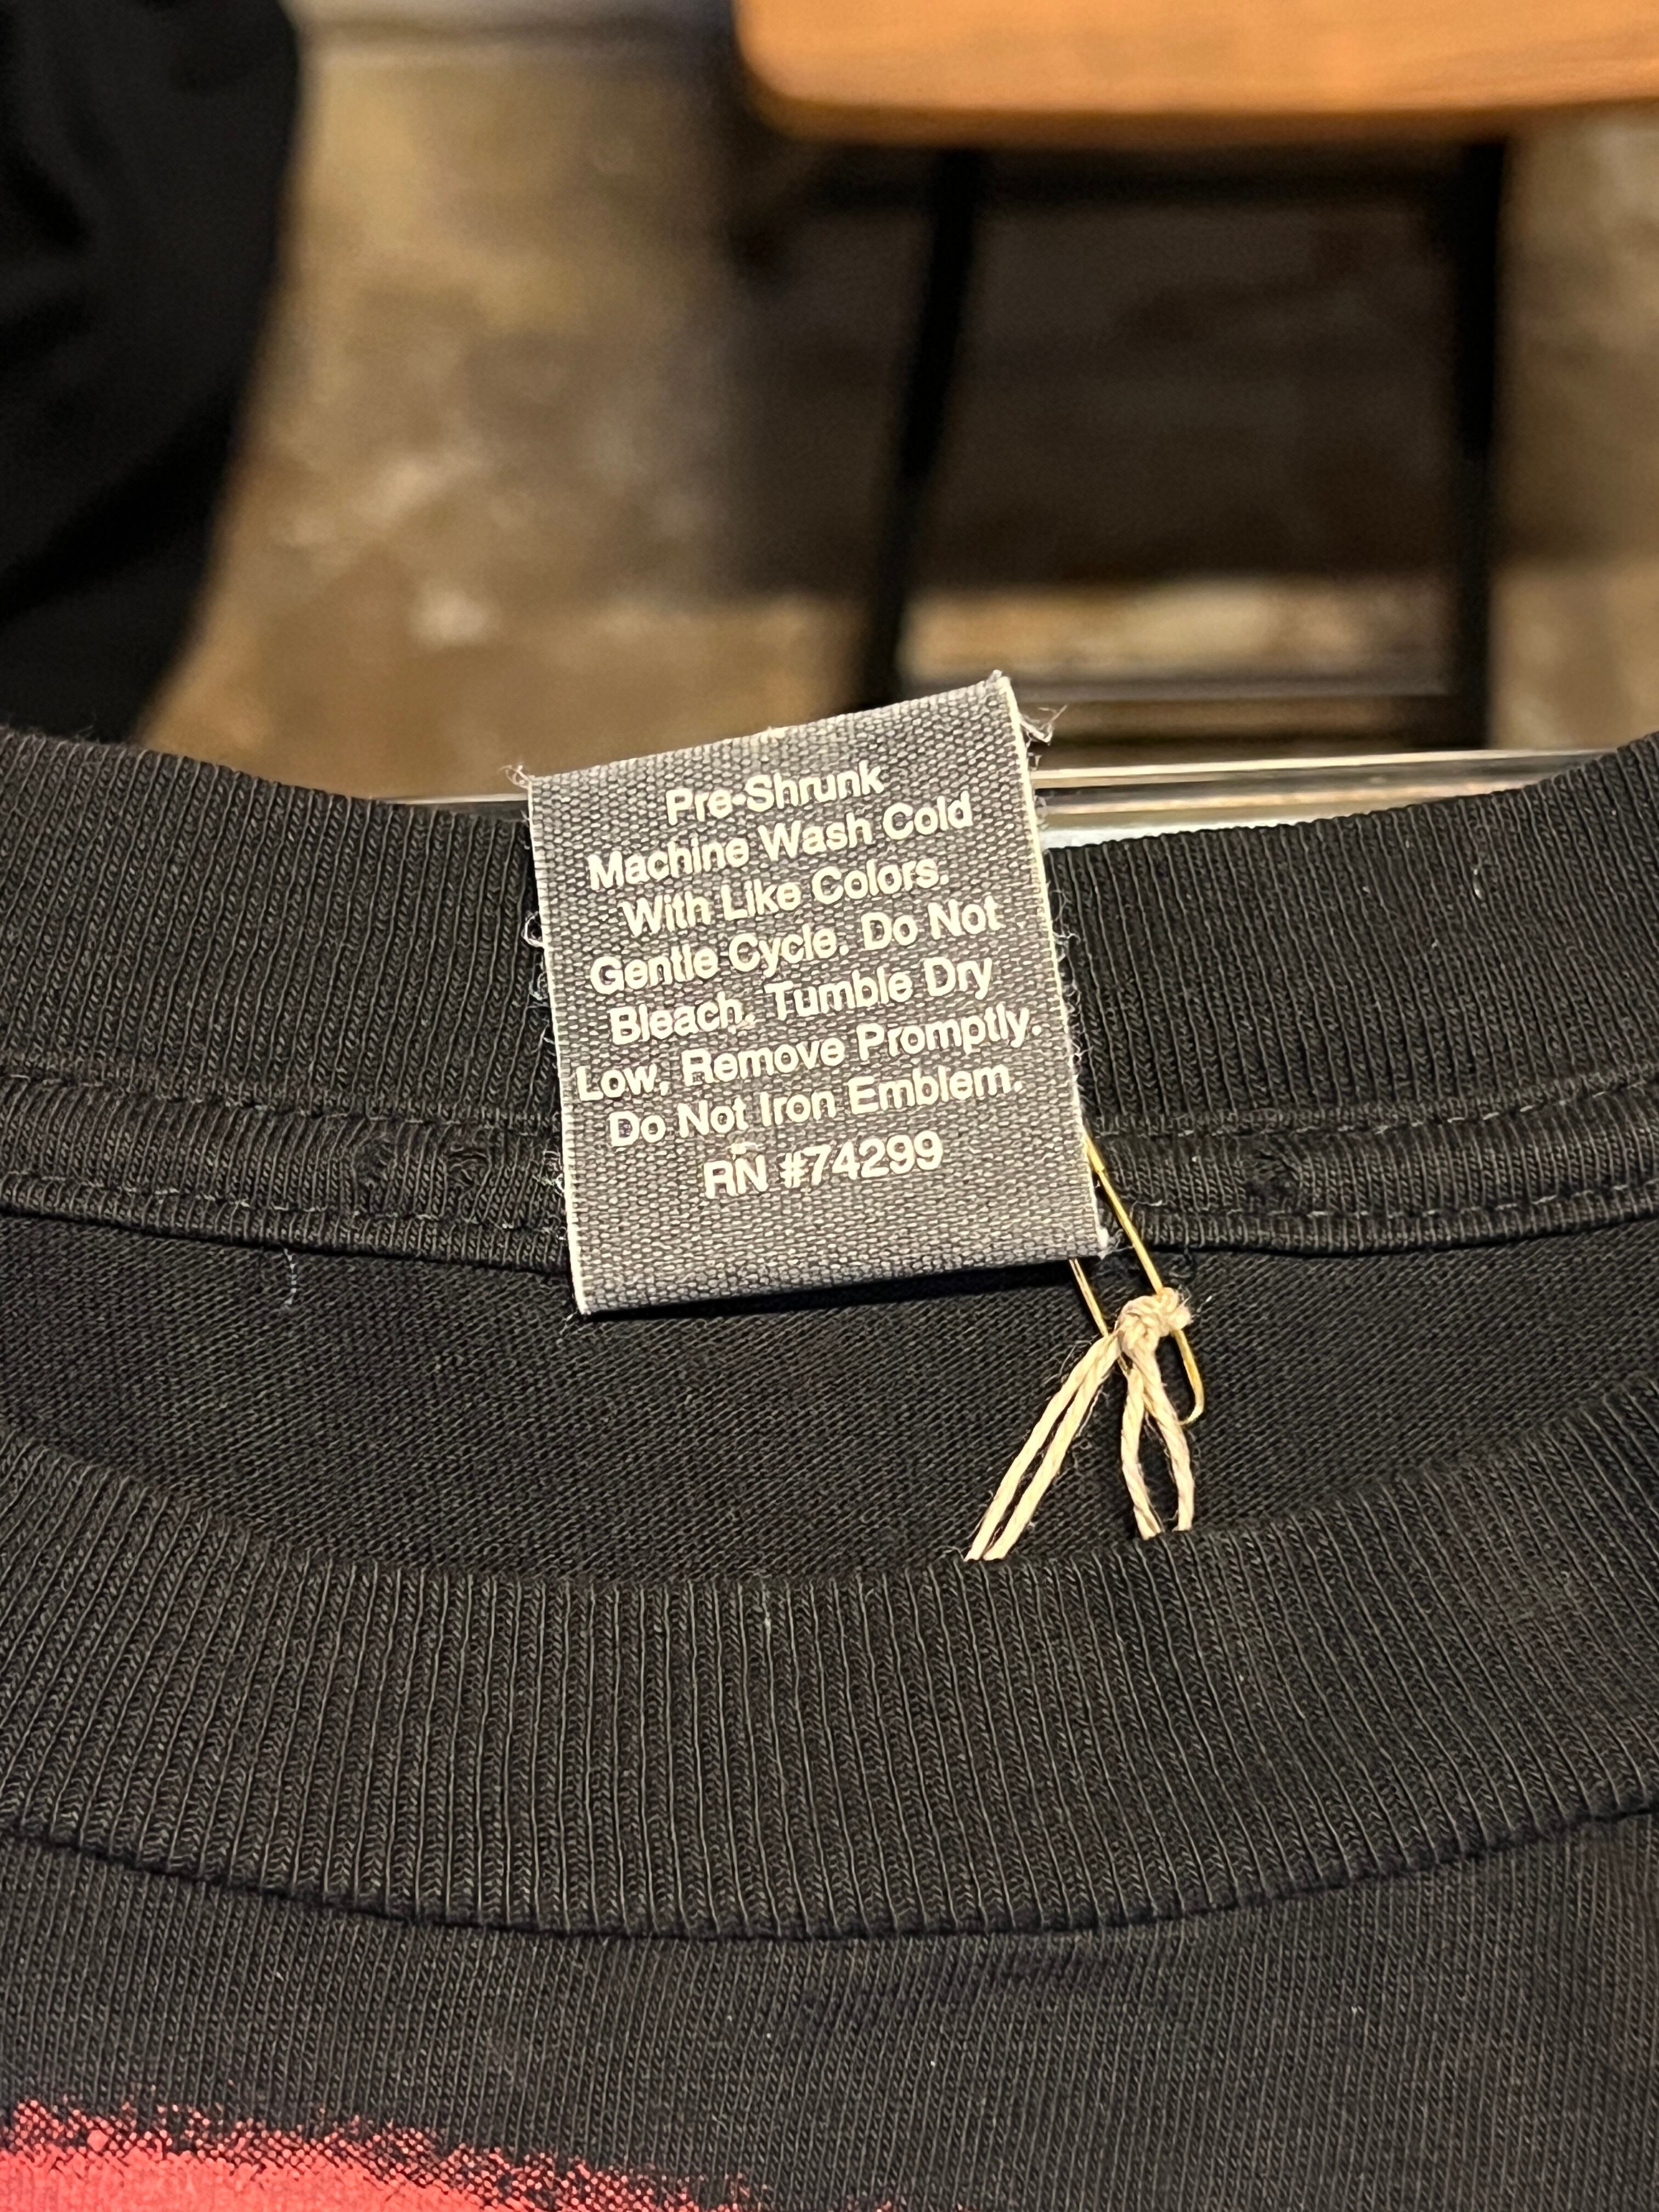 Pre-Shrunk
Machine Wash Cold
With Like Colors.
Gentle Cycle. Do Not
Bleach. Tumble Dry
Low, Remove Promptly.
Do Not Iron Emblem.
RN #74299